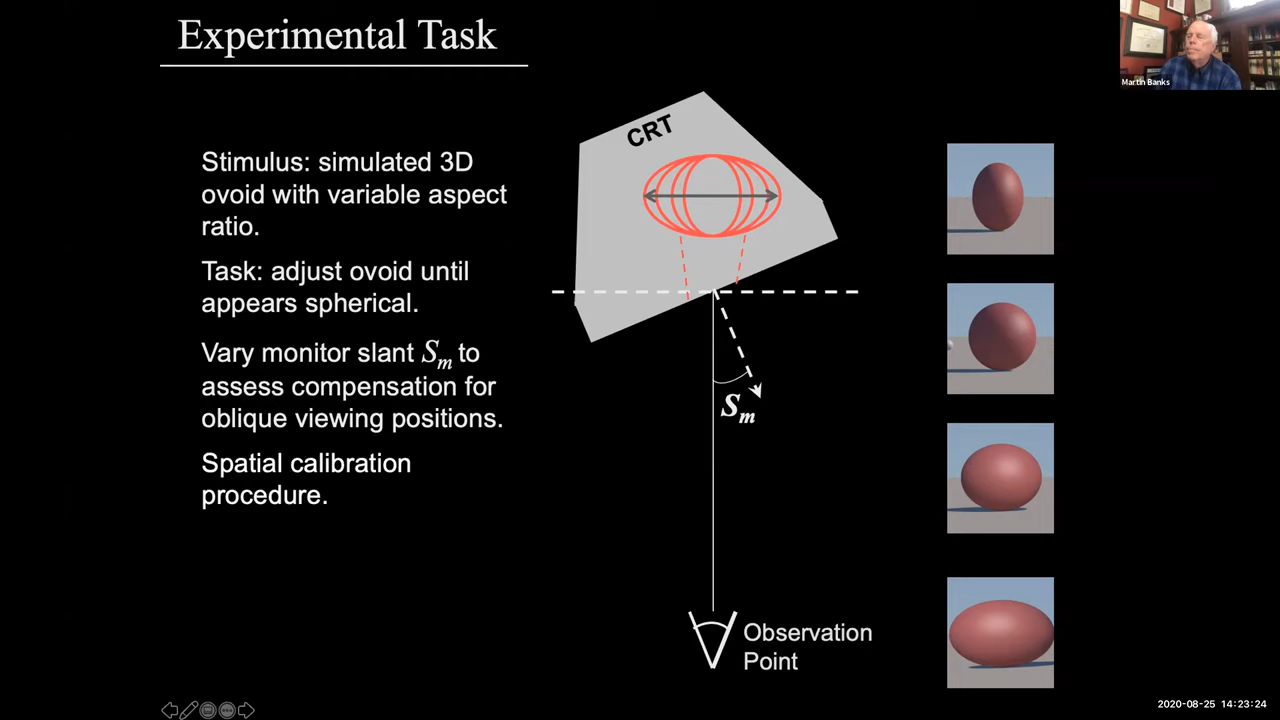 Experimental Task
Martin Banks
CRT
Stimulus: simulated 3D
ovoid with variable aspect
ratio.
Task: adjust ovoid until
appears spherical.
Vary monitor slant Sm to
assess compensation for
oblique viewing positions.
Spatial calibration
procedure.
Sm
Observation
Point
2020-08-25 14:23:24